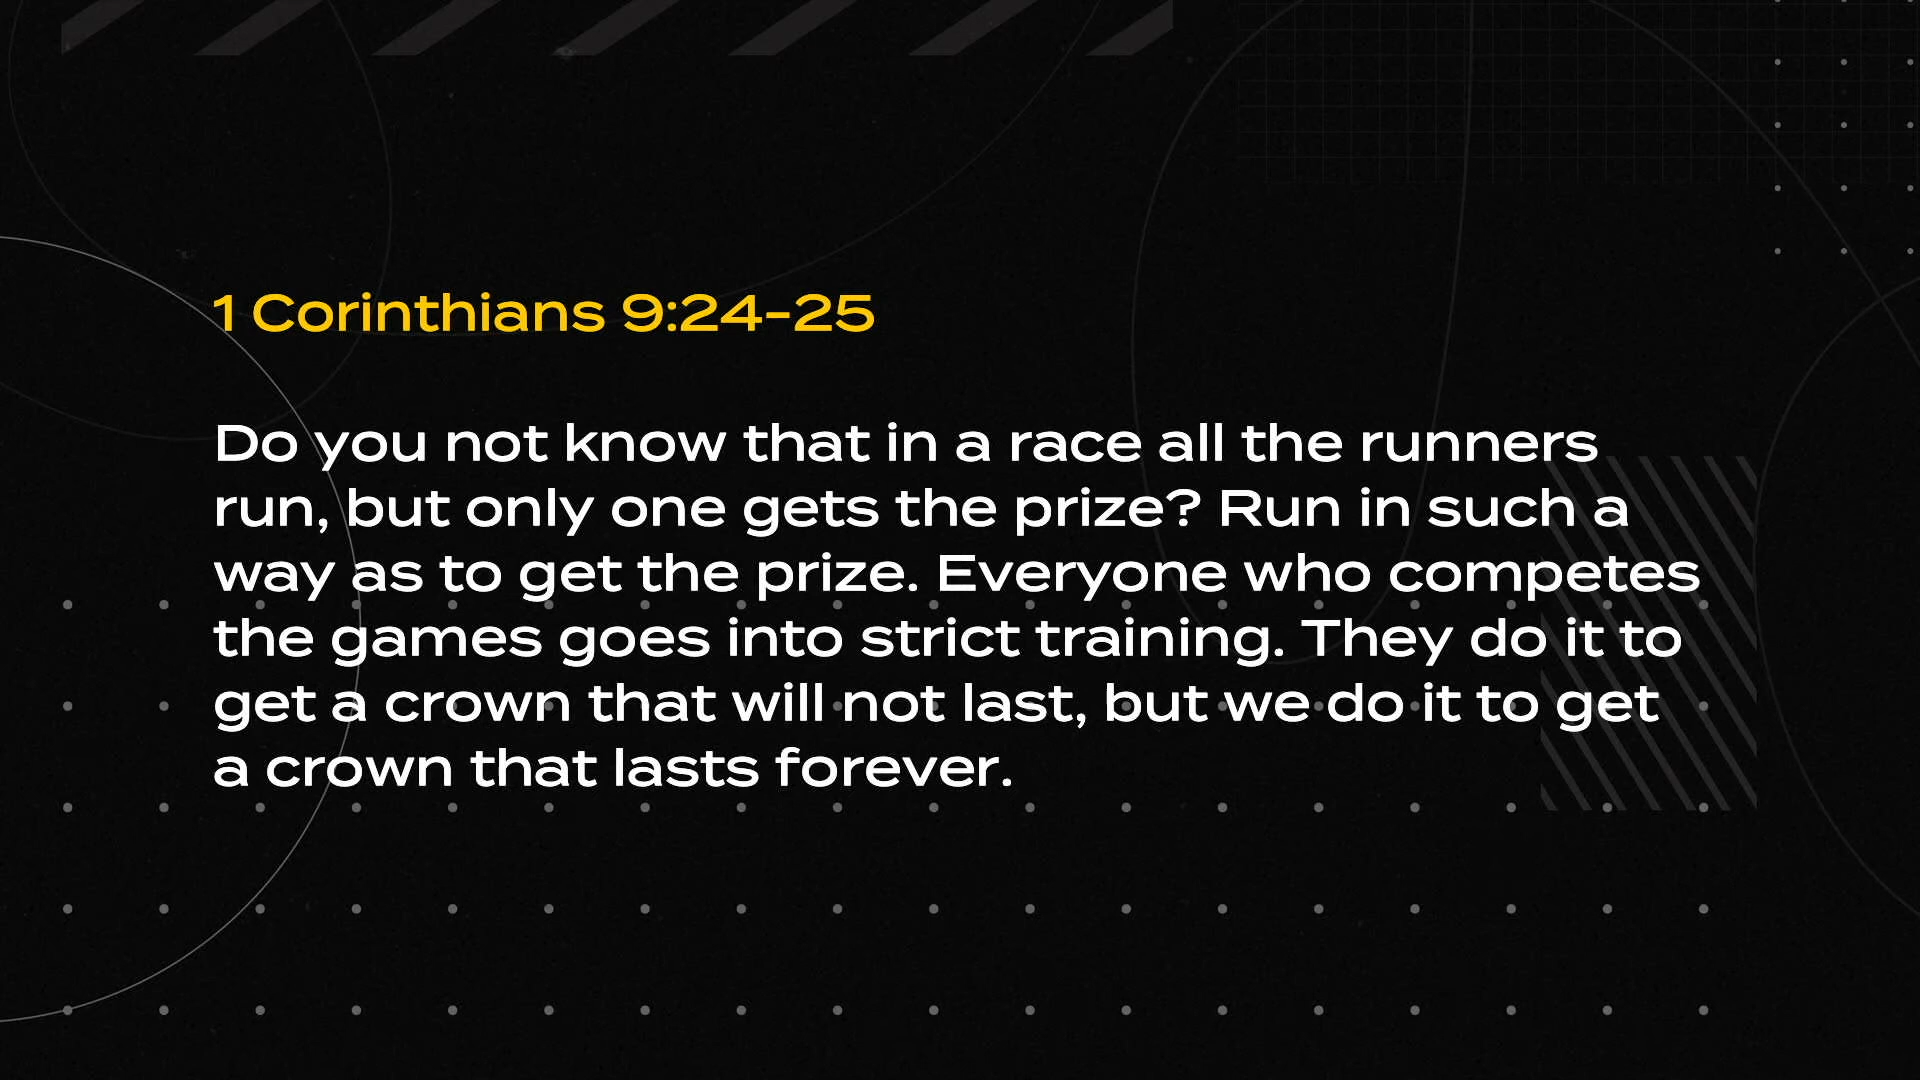 1 Corinthians 9:24-25
Do you not know that in a race all the runners
run, but only one gets the prize? Run in such a
way as to get the prize. Everyone who competes
the games goes into strict training. They do it to
get a crown that will not last, but we do it to get
a crown that lasts forever.